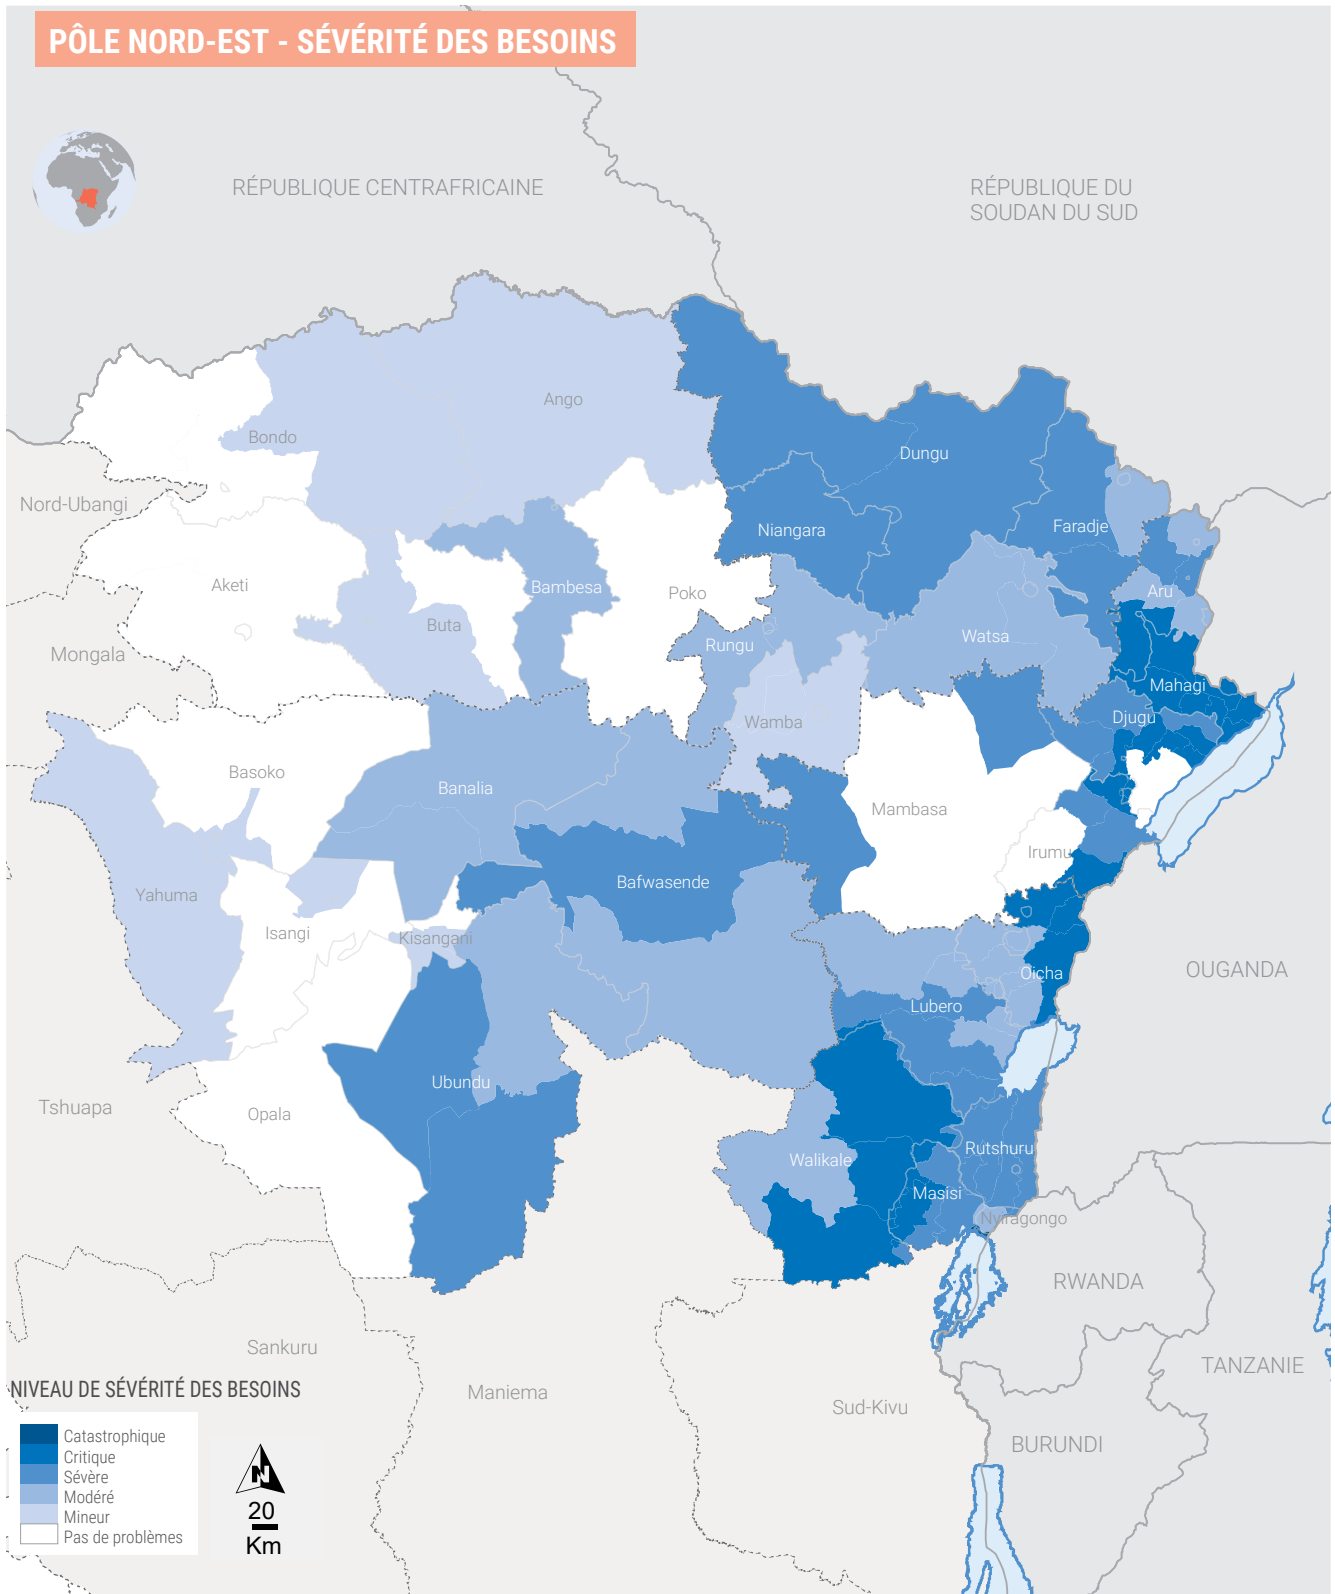 PÔLE NORD-EST - SÉVÉRITÉ DES BESOINS
RÉPUBLIQUE CENTRAFRICAINE
RÉPUBLIQUE DU
SOUDAN DU SUD
Ango
Bondo
Dungu
Nord-Ubangi
Niangara
Faradje
Aketi
Bambesa
Poko
Aru
Buta
Rungu
Watsa
Mongala
Mahagi
Wamba
Djugu
Basoko
Banalia
Mambasa
Irumu
Bafwasende
Yahuma
Isangi
Kisangani
Oicha
OUGANDA
Lubero
Ubundu
Tshuapa
Opala
Rutshuru
Walikale
Masisi
Nyiragongo
RWANDA
Sankuru
TANZANIE
Maniema
Sud-Kivu
BURUNDI
NIVEAU DE SÉVÉRITÉ DES BESOINS
Catastrophique
Critique
Sévère
Modéré
Mineur
Pas de problèmes
N
20
Km